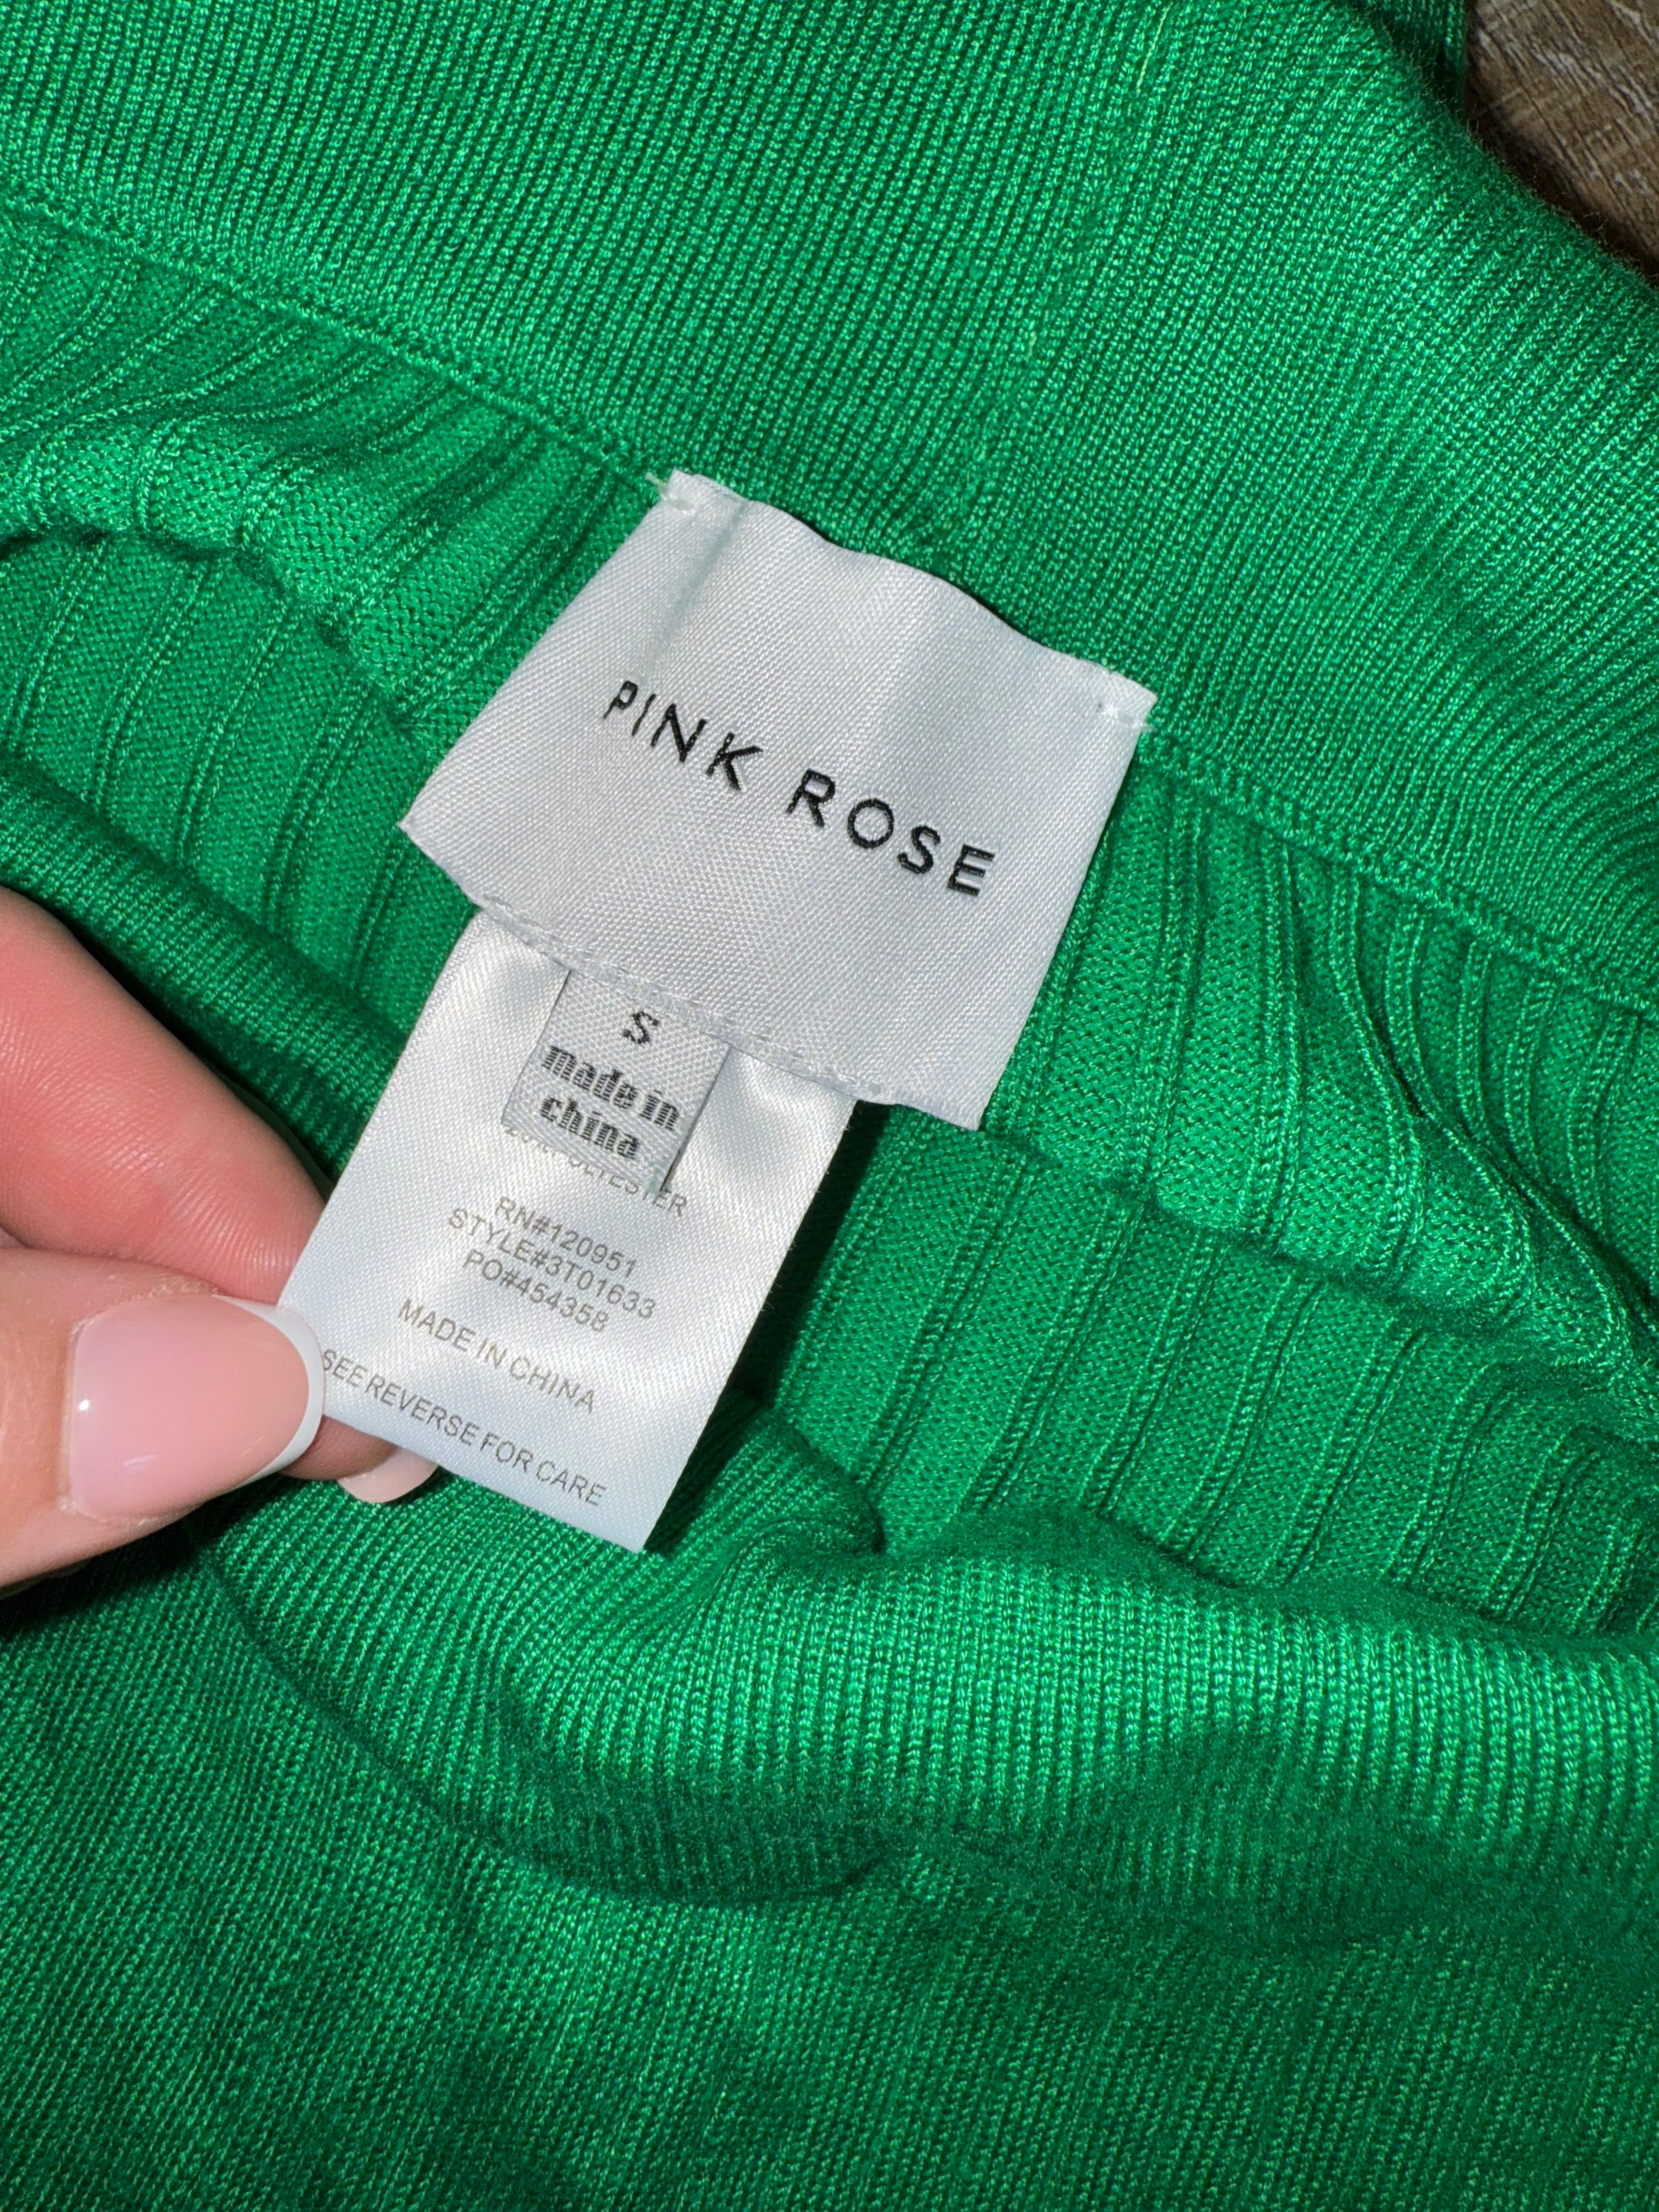 PINK ROSE
S
made in
china
RN#120951
STYLE#3T01633
PO#454358
MADE IN CHINA
SEE REVERSE FOR CARE